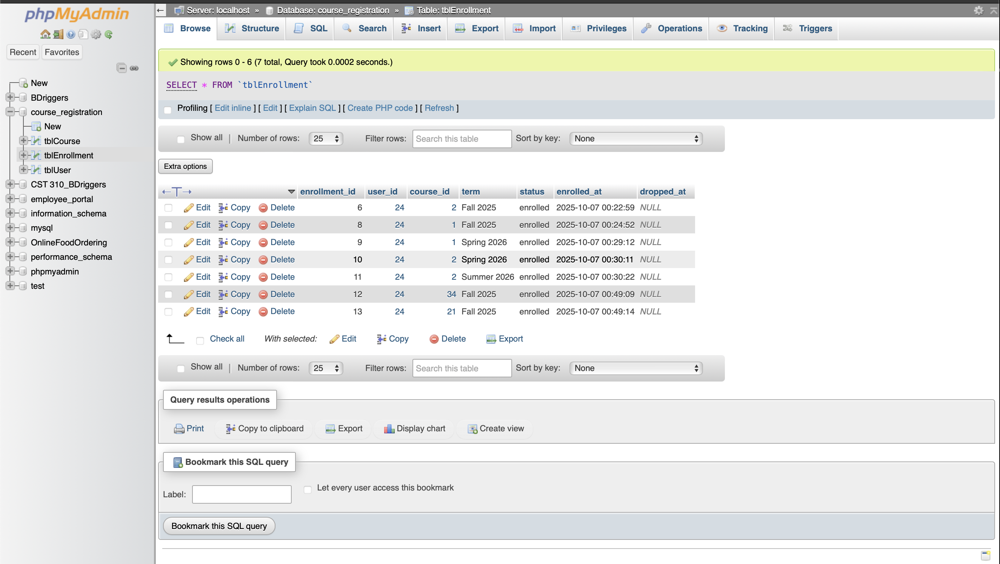 phpMyAdmin
Recent Favorites
New
BDriggers
course_registration
New
tblCourse
tblEnrollment
tblUser
CST 310_BDriggers
employee_portal
information_schema
mysql
OnlineFoodOrdering
performance_schema
phpmyadmin
test
Server: localhost » Database: course_registration » Table: tblEnrollment
Browse Structure SQL Search Insert Export Import Privileges Operations Tracking Triggers
Showing rows 0 - 6 (7 total, Query took 0.0002 seconds.)
SELECT * FROM `tblEnrollment`
Profiling [ Edit inline ] [ Edit ] [ Explain SQL ] [ Create PHP code ] [ Refresh ]
Show all | Number of rows: 25 Filter rows: Search this table Sort by key: None
Extra options
←T→ enrollment_id user_id course_id term status enrolled_at dropped_at
Edit Copy Delete 6 24 2 Fall 2025 enrolled 2025-10-07 00:22:59 NULL
Edit Copy Delete 8 24 1 Fall 2025 enrolled 2025-10-07 00:24:52 NULL
Edit Copy Delete 9 24 1 Spring 2026 enrolled 2025-10-07 00:29:12 NULL
Edit Copy Delete 10 24 2 Spring 2026 enrolled 2025-10-07 00:30:11 NULL
Edit Copy Delete 11 24 2 Summer 2026 enrolled 2025-10-07 00:30:22 NULL
Edit Copy Delete 12 24 34 Fall 2025 enrolled 2025-10-07 00:49:09 NULL
Edit Copy Delete 13 24 21 Fall 2025 enrolled 2025-10-07 00:49:14 NULL
Check all With selected: Edit Copy Delete Export
Show all | Number of rows: 25 Filter rows: Search this table Sort by key: None
Query results operations
Print Copy to clipboard Export Display chart Create view
Bookmark this SQL query
Label: Let every user access this bookmark
Bookmark this SQL query